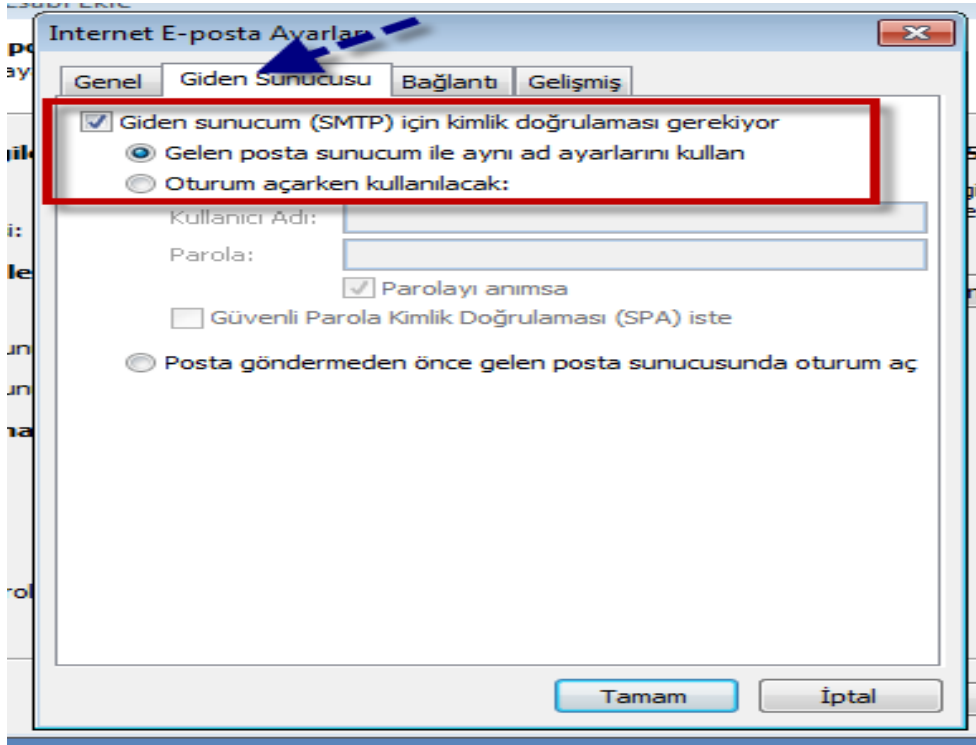 Internet E-posta Ayarları
Genel Giden Sunucusu Bağlantı Gelişmiş
Giden sunucum (SMTP) için kimlik doğrulaması gerekiyor
Gelen posta sunucum ile aynı ad ayarlarını kullan
Oturum açarken kullanılacak:
Kullanıcı Adı:
Parola:
Parolayı anımsa
Güvenli Parola Kimlik Doğrulaması (SPA) iste
Posta göndermeden önce gelen posta sunucusunda oturum aç
Tamam İptal